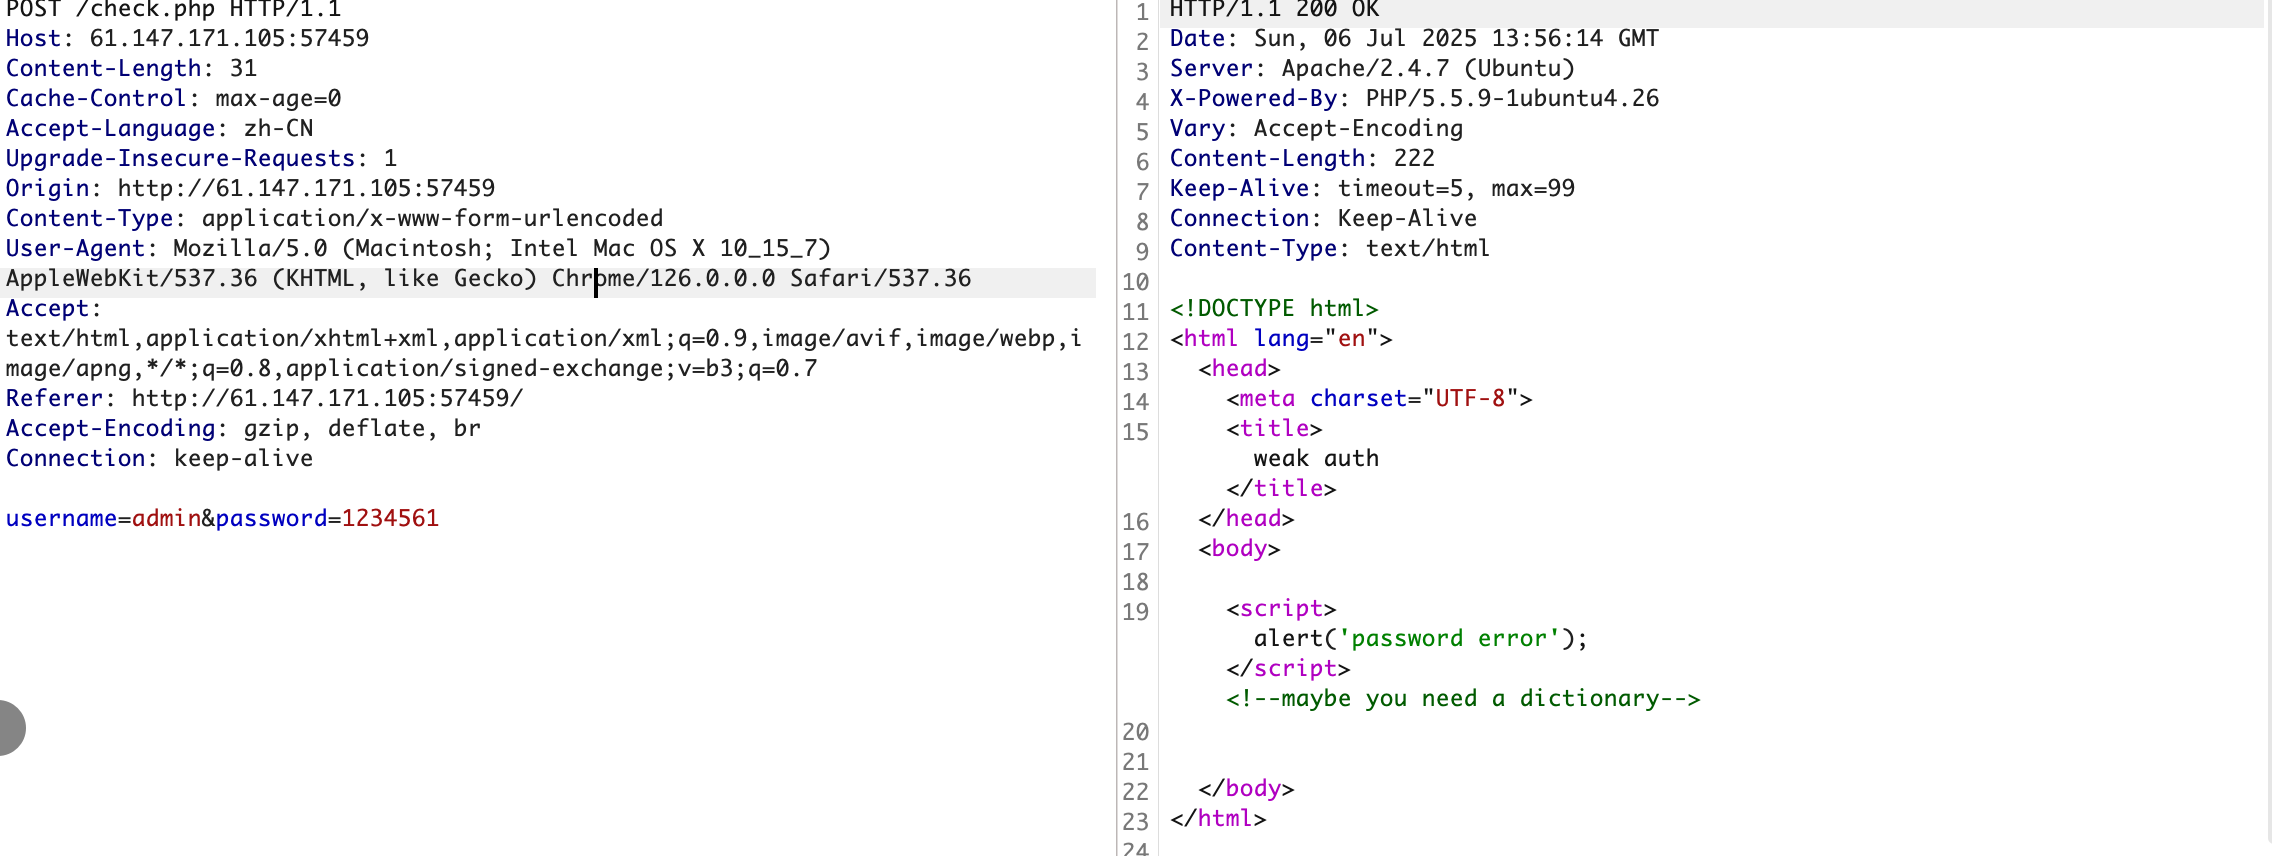 POST /check.php HTTP/1.1
Host: 61.147.171.105:57459
Content-Length: 31
Cache-Control: max-age=0
Accept-Language: zh-CN
Upgrade-Insecure-Requests: 1
Origin: http://61.147.171.105:57459
Content-Type: application/x-www-form-urlencoded
User-Agent: Mozilla/5.0 (Macintosh; Intel Mac OS X 10_15_7)
AppleWebKit/537.36 (KHTML, like Gecko) Chrome/126.0.0.0 Safari/537.36
Accept:
text/html,application/xhtml+xml,application/xml;q=0.9,image/avif,image/webp,i
mage/apng,*/*;q=0.8,application/signed-exchange;v=b3;q=0.7
Referer: http://61.147.171.105:57459/
Accept-Encoding: gzip, deflate, br
Connection: keep-alive
username=admin&password=1234561
1 HTTP/1.1 200 OK
2 Date: Sun, 06 Jul 2025 13:56:14 GMT
3 Server: Apache/2.4.7 (Ubuntu)
4 X-Powered-By: PHP/5.5.9-1ubuntu4.26
5 Vary: Accept-Encoding
6 Content-Length: 222
7 Keep-Alive: timeout=5, max=99
8 Connection: Keep-Alive
9 Content-Type: text/html
10
11 <!DOCTYPE html>
12 <html lang="en">
13 <head>
14 <meta charset="UTF-8">
15 <title>
weak auth
</title>
16 </head>
17 <body>
18
19 <script>
alert('password error');
</script>
<!--maybe you need a dictionary-->
20
21
22 </body>
23 </html>
24